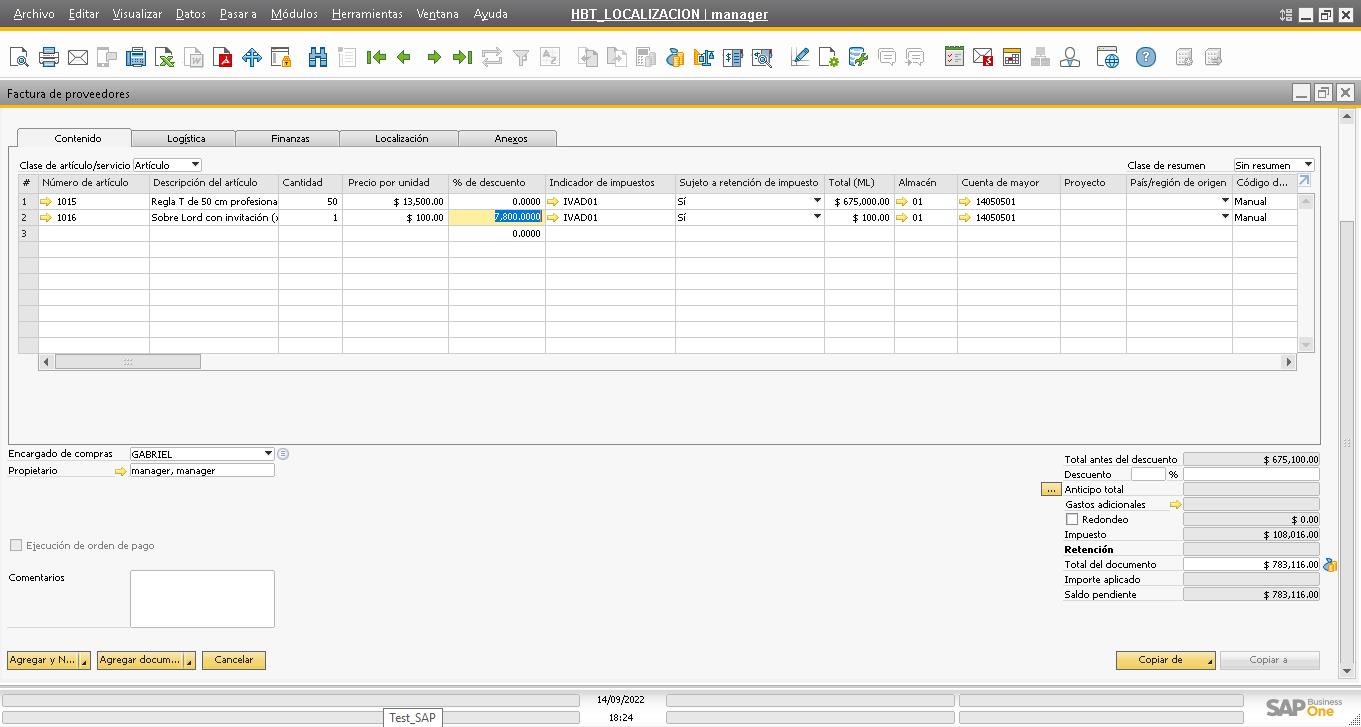 Archivo Editar Visualizar Datos Pasar a Módulos Herramientas Ventana Ayuda HBT_LOCALIZACION | manager
Factura de proveedores
Contenido Logística Finanzas Localización Anexos
Clase de artículo/servicio Artículo Clase de resumen Sin resumen
# Número de artículo Descripción del artículo Cantidad Precio por unidad % de descuento Indicador de impuestos Sujeto a retención de impuesto Total (ML) Almacén Cuenta de mayor Proyecto País/región de origen Código d...
1 1015 Regla T de 50 cm profesiona 50 $ 13,500.00 0.0000 IVAD01 Sí $ 675,000.00 01 14050501 Manual
2 1016 Sobre Lord con invitación (x 1 $ 100.00 7,800.0000 IVAD01 Sí $ 100.00 01 14050501 Manual
3 0.0000
Encargado de compras GABRIEL
Propietario manager, manager
Total antes del descuento $ 675,100.00
Descuento %
... Anticipo total
Gastos adicionales
Redondeo $ 0.00
Impuesto $ 108,016.00
Retención
Total del documento $ 783,116.00
Importe aplicado
Saldo pendiente $ 783,116.00
Ejecución de orden de pago
Comentarios
Agregar y N... Agregar docum... Cancelar Copiar de Copiar a
14/09/2022
18:24
Test_SAP
SAP Business One